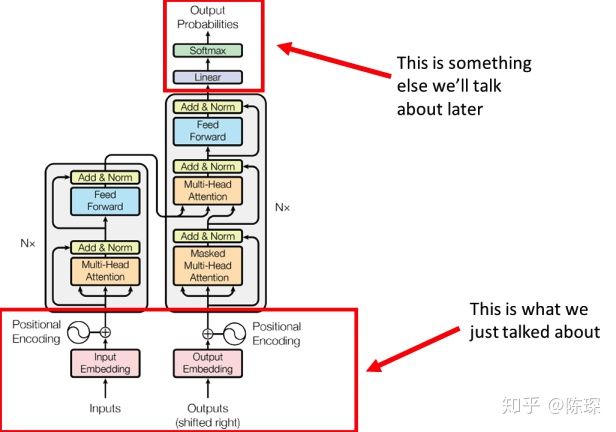 Output
Probabilities
Softmax
Linear
This is something
else we’ll talk
about later
Add & Norm
Feed
Forward
Add & Norm
Multi-Head
Attention
Add & Norm
Masked
Multi-Head
Attention
Nx
Add & Norm
Feed
Forward
Add & Norm
Multi-Head
Attention
Nx
Positional
Encoding
Input
Embedding
Inputs
Positional
Encoding
Output
Embedding
Outputs
(shifted right)
This is what we
just talked about
知乎 @陈琛